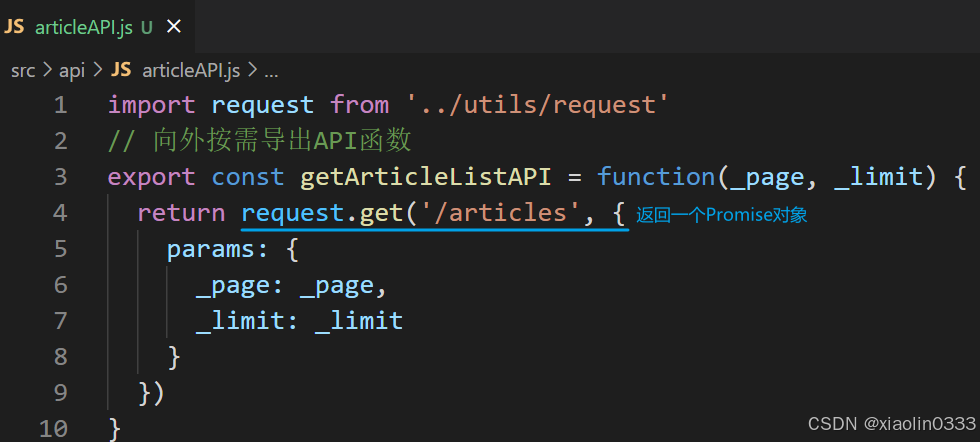 JS articleAPI.js U ×
src > api > JS articleAPI.js > ...
1 import request from '../utils/request'
2 // 向外按需导出API函数
3 export const getArticleListAPI = function(_page, _limit) {
4 return request.get('/articles', { 返回一个Promise对象
5 params: {
6 _page: _page,
7 _limit: _limit
8 }
9 })
10 }
CSDN @xiaolin0333